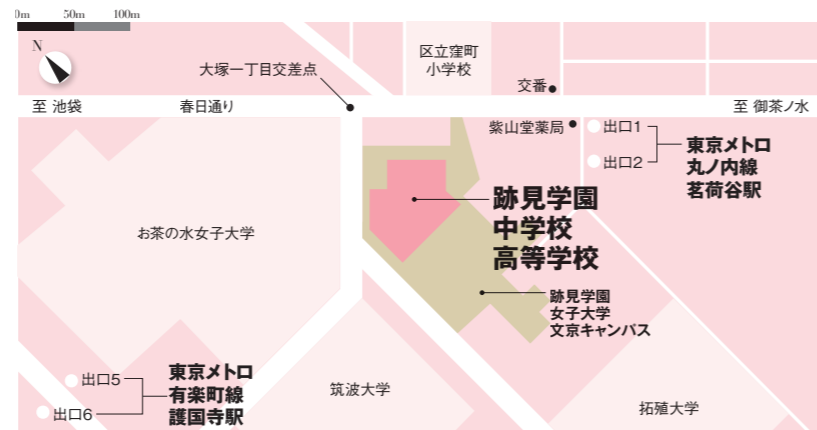 0m 50m 100m
N
区立窪町
小学校
大塚一丁目交差点
交番
至 池袋
春日通り
至 御茶ノ水
紫山堂薬局
出口1
出口2
東京メトロ
丸ノ内線
茗荷谷駅
跡見学園
中学校
高等学校
お茶の水女子大学
跡見学園
女子大学
文京キャンパス
出口5
出口6
東京メトロ
有楽町線
護国寺駅
筑波大学
拓殖大学